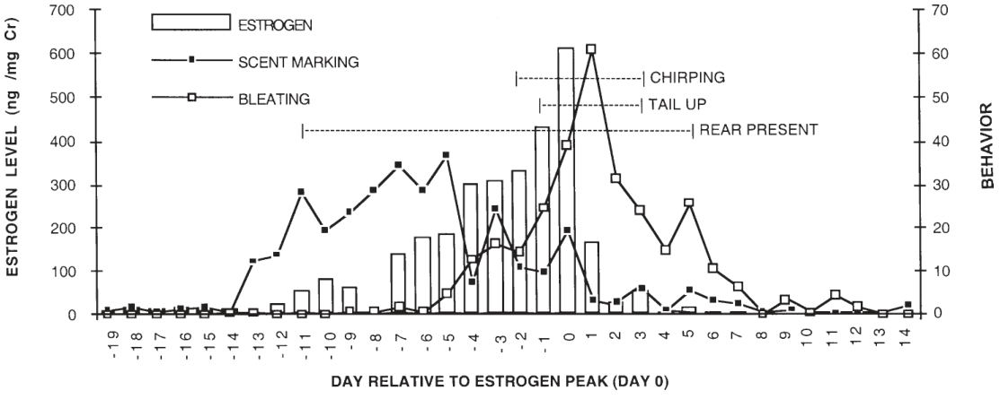 ESTROGEN LEVEL (ng /mg Cr)
700
600
500
400
300
200
100
0
ESTROGEN
SCENT MARKING
BLEATING
CHIRPING
TAIL UP
REAR PRESENT
70
60
50
40
30
20
10
0
BEHAVIOR
-19 -18 -17 -16 -15 -14 -13 -12 -11 -10 -9 -8 -7 -6 -5 -4 -3 -2 -1 0 1 2 3 4 5 6 7 8 9 10 11 12 13 14
DAY RELATIVE TO ESTROGEN PEAK (DAY 0)